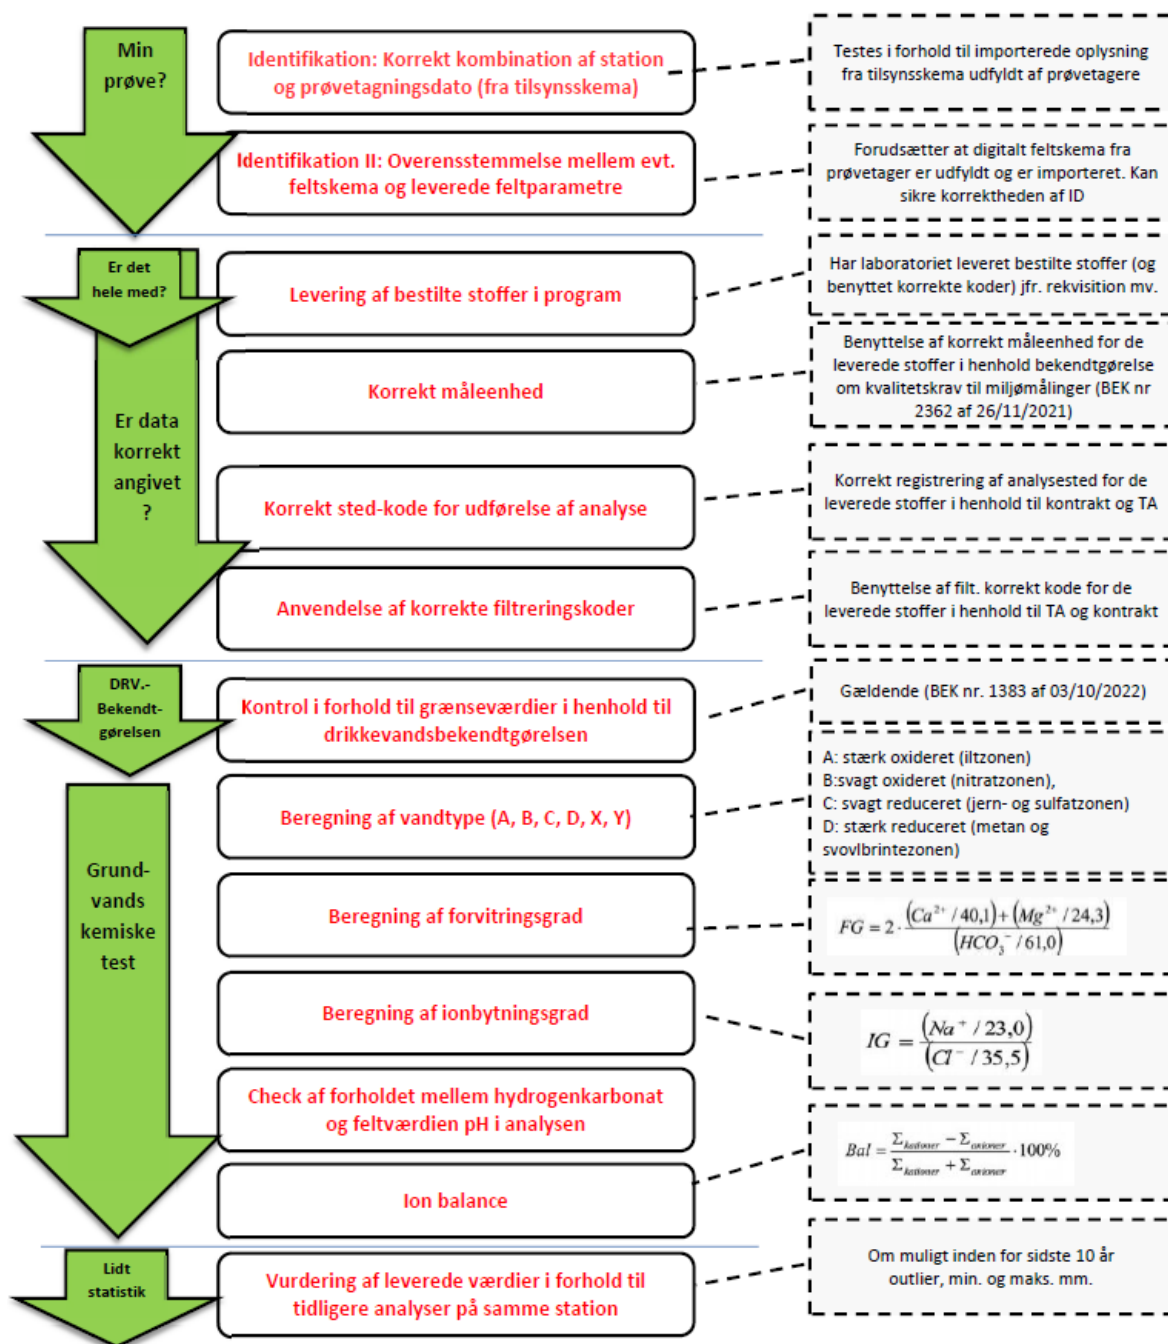 Min
prøve?
Identifikation: Korrekt kombination af station
og prøvetagningsdato (fra tilsynsskema)
Testes i forhold til importerede oplysning
fra tilsynsskema udfyldt af prøvetagere
Identifikation II: Overensstemmelse mellem evt.
feltskema og leverede feltparametre
Forudsætter at digitalt feltskema fra
prøvetager er udfyldt og er importeret. Kan
sikre korrektheden af ID
Er det
hele med?
Levering af bestilte stoffer i program
Har laboratoriet leveret bestilte stoffer (og
benyttet korrekte koder) jfr. rekvisition mv.
Er data
korrekt
angivet
?
Korrekt måleenhed
Benyttelse af korrekt måleenhed for de
leverede stoffer i henhold bekendtgørelse
om kvalitetskrav til miljømålinger (BEK nr
2362 af 26/11/2021)
Korrekt sted-kode for udførelse af analyse
Korrekt registrering af analysested for de
leverede stoffer i henhold til kontrakt og TA
Anvendelse af korrekte filtreringskoder
Benyttelse af filt. korrekt kode for de
leverede stoffer i henhold til TA og kontrakt
DRV.-
Bekendt-
gørelsen
Kontrol i forhold til grænseværdier i henhold til
drikkevandsbekendtgørelsen
Gældende (BEK nr. 1383 af 03/10/2022)
Grund-
vands
kemiske
test
Beregning af vandtype (A, B, C, D, X, Y)
A: stærk oxideret (iltzonen)
B:svagt oxideret (nitratzonen),
C: svagt reduceret (jern- og sulfatzonen)
D: stærk reduceret (metan og
svovlbrintezonen)
Beregning af forvitringsgrad
FG = 2 · ((Ca²⁺ / 40,1) + (Mg²⁺ / 24,3)) / (HCO₃⁻ / 61,0)
Beregning af ionbytningsgrad
IG = (Na⁺ / 23,0) / (Cl⁻ / 35,5)
Check af forholdet mellem hydrogenkarbonat
og feltværdien pH i analysen
Ion balance
Bal = (Σkationer − Σanioner) / (Σkationer + Σanioner) · 100%
Lidt
statistik
Vurdering af leverede værdier i forhold til
tidligere analyser på samme station
Om muligt inden for sidste 10 år
outlier, min. og maks. mm.